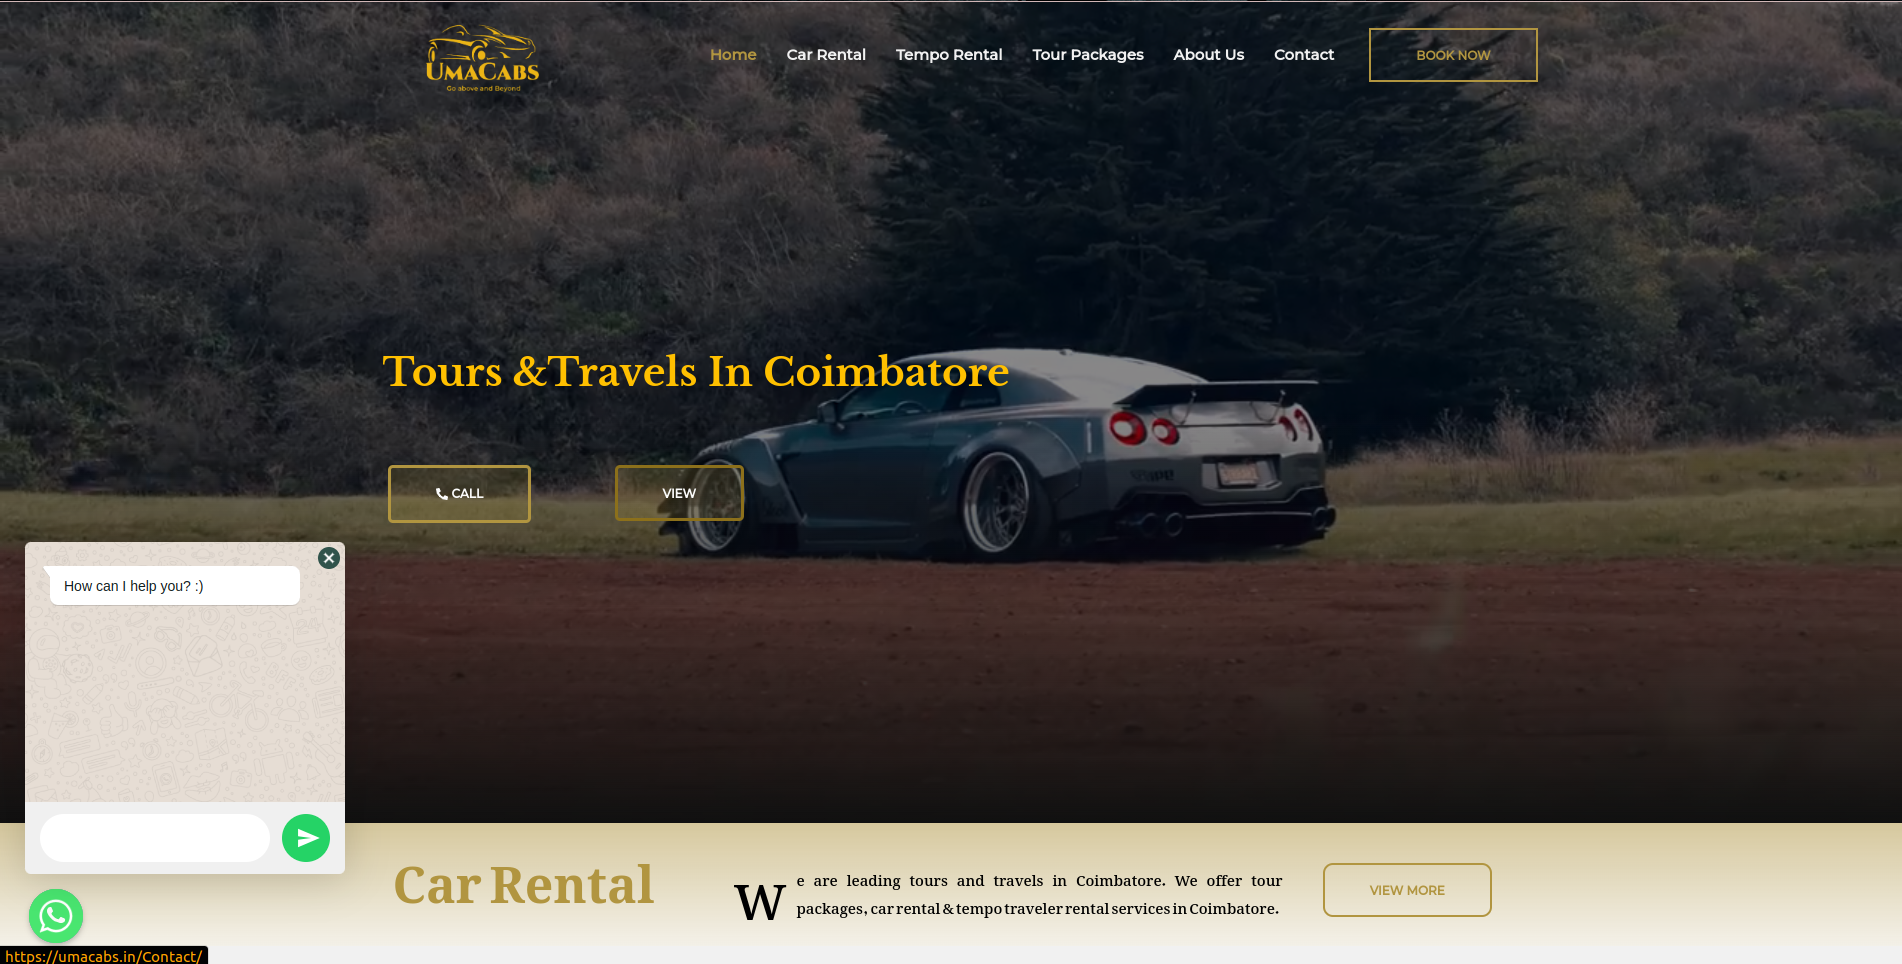 UmaCabs
Go above and Beyond
Home
Car Rental
Tempo Rental
Tour Packages
About Us
Contact
BOOK NOW
Tours &Travels In Coimbatore
CALL
VIEW
How can I help you? :)
Car Rental
We are leading tours and travels in Coimbatore. We offer tour
packages, car rental & tempo traveler rental services in Coimbatore.
VIEW MORE
https://umacabs.in/Contact/